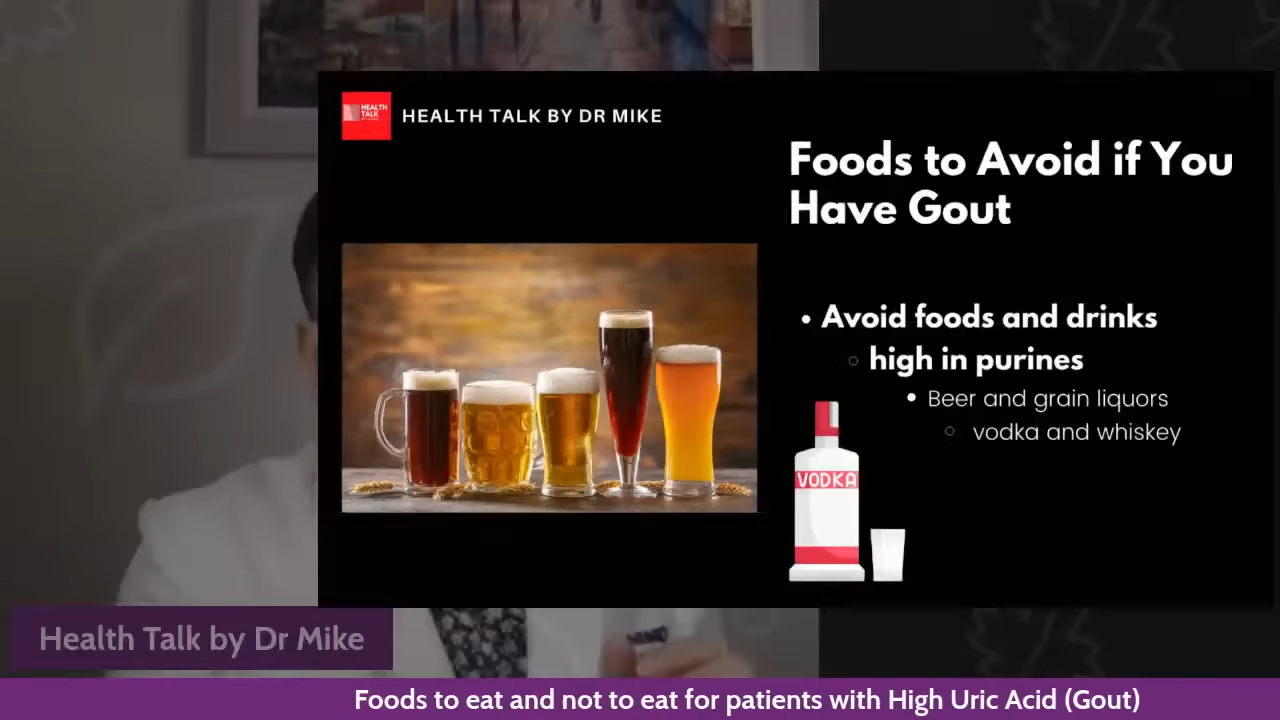 HEALTH
TALK
HEALTH TALK BY DR MIKE
Foods to Avoid if You
Have Gout
Avoid foods and drinks
high in purines
Beer and grain liquors
vodka and whiskey
VODKA
Health Talk by Dr Mike
Foods to eat and not to eat for patients with High Uric Acid (Gout)